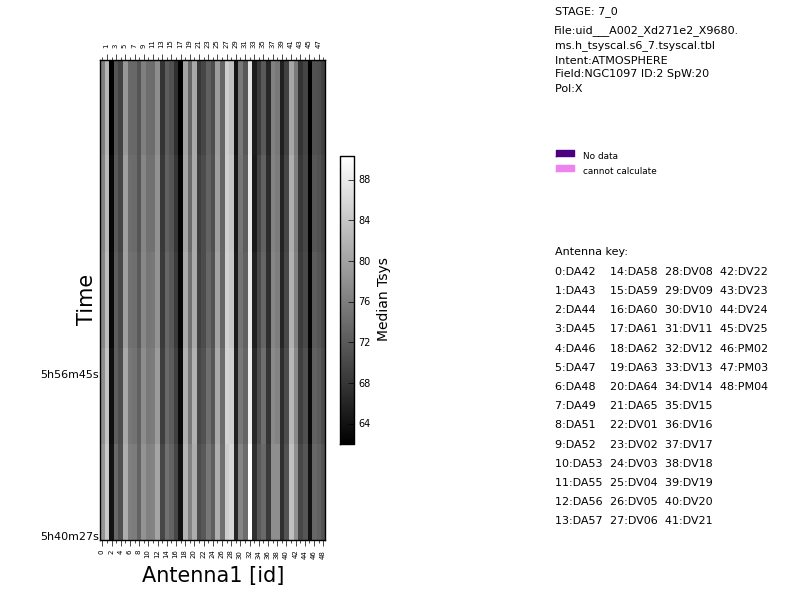 STAGE: 7_0
File:uid___A002_Xd271e2_X9680.
ms.h_tsyscal.s6_7.tsyscal.tbl
Intent:ATMOSPHERE
Field:NGC1097 ID:2 SpW:20
Pol:X
1 3 5 7 9 11 13 15 17 19 21 23 25 27 29 31 33 35 37 39 41 43 45 47
No data
cannot calculate
88
84
80
76
72
68
64
Median Tsys
Time
5h56m45s
5h40m27s
0 2 4 6 8 10 12 14 16 18 20 22 24 26 28 30 32 34 36 38 40 42 44 46 48
Antenna1 [id]
Antenna key:
0:DA42 14:DA58 28:DV08 42:DV22
1:DA43 15:DA59 29:DV09 43:DV23
2:DA44 16:DA60 30:DV10 44:DV24
3:DA45 17:DA61 31:DV11 45:DV25
4:DA46 18:DA62 32:DV12 46:PM02
5:DA47 19:DA63 33:DV13 47:PM03
6:DA48 20:DA64 34:DV14 48:PM04
7:DA49 21:DA65 35:DV15
8:DA51 22:DV01 36:DV16
9:DA52 23:DV02 37:DV17
10:DA53 24:DV03 38:DV18
11:DA55 25:DV04 39:DV19
12:DA56 26:DV05 40:DV20
13:DA57 27:DV06 41:DV21